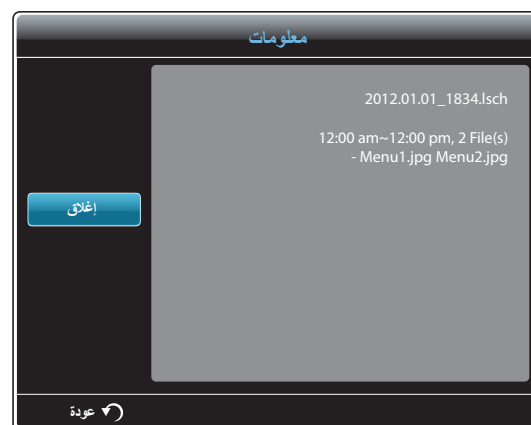 معلومات
2012.01.01_1834.lsch
12:00 am~12:00 pm, 2 File(s)
- Menu1.jpg Menu2.jpg
إغلاق
عودة